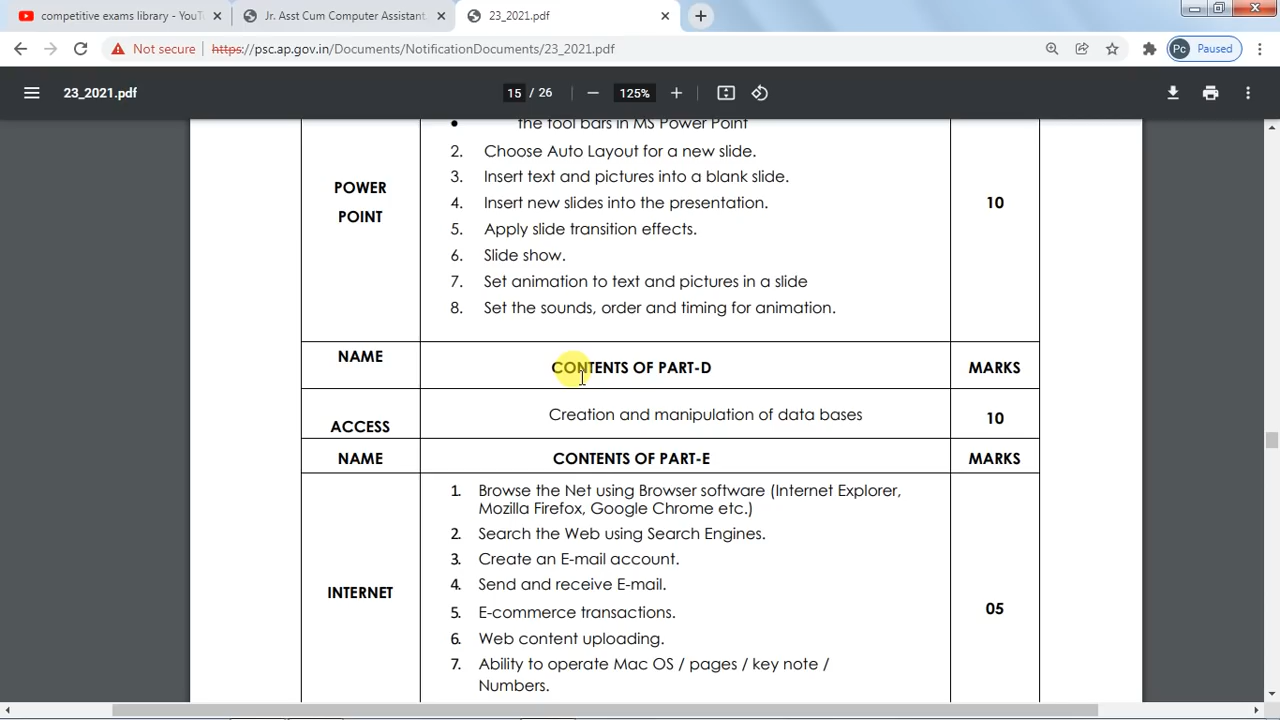 competitive exams library - YouT
Jr. Asst Cum Computer Assistant.
23_2021.pdf
Not secure
https://psc.ap.gov.in/Documents/NotificationDocuments/23_2021.pdf
Pc Paused
23_2021.pdf
15 / 26
125%
the tool bars in MS Power Point
POWER
POINT
2. Choose Auto Layout for a new slide.
3. Insert text and pictures into a blank slide.
4. Insert new slides into the presentation.
5. Apply slide transition effects.
6. Slide show.
7. Set animation to text and pictures in a slide
8. Set the sounds, order and timing for animation.
10
NAME CONTENTS OF PART-D MARKS
ACCESS Creation and manipulation of data bases 10
NAME CONTENTS OF PART-E MARKS
INTERNET
1. Browse the Net using Browser software (Internet Explorer,
Mozilla Firefox, Google Chrome etc.)
2. Search the Web using Search Engines.
3. Create an E-mail account.
4. Send and receive E-mail.
5. E-commerce transactions.
6. Web content uploading.
7. Ability to operate Mac OS / pages / key note /
Numbers.
05